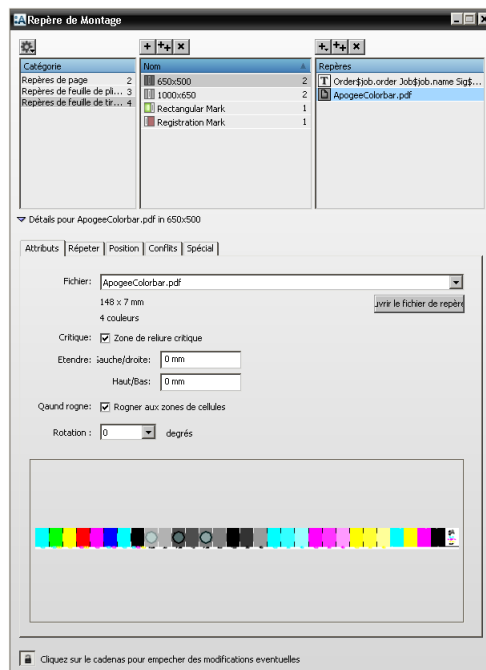 Repère de Montage
Catégorie
Repères de page 2
Repères de feuille de pli... 3
Repères de feuille de tir... 4
Nom
650x500 2
1000x650 2
Rectangular Mark 1
Registration Mark 1
Repères
T Order$job.order Job$job.name Sig$...
ApogeeColorbar.pdf
Détails pour ApogeeColorbar.pdf in 650x500
Attributs Répeter Position Conflits Spécial
Fichier: ApogeeColorbar.pdf
148 x 7 mm
uvrir le fichier de repère
4 couleurs
Critique: Zone de reliure critique
Etendre: auche/droite: 0 mm
Haut/Bas: 0 mm
Qaund rogne: Rogner aux zones de cellules
Rotation : 0 degrés
Cliquez sur le cadenas pour empecher des modifications eventuelles